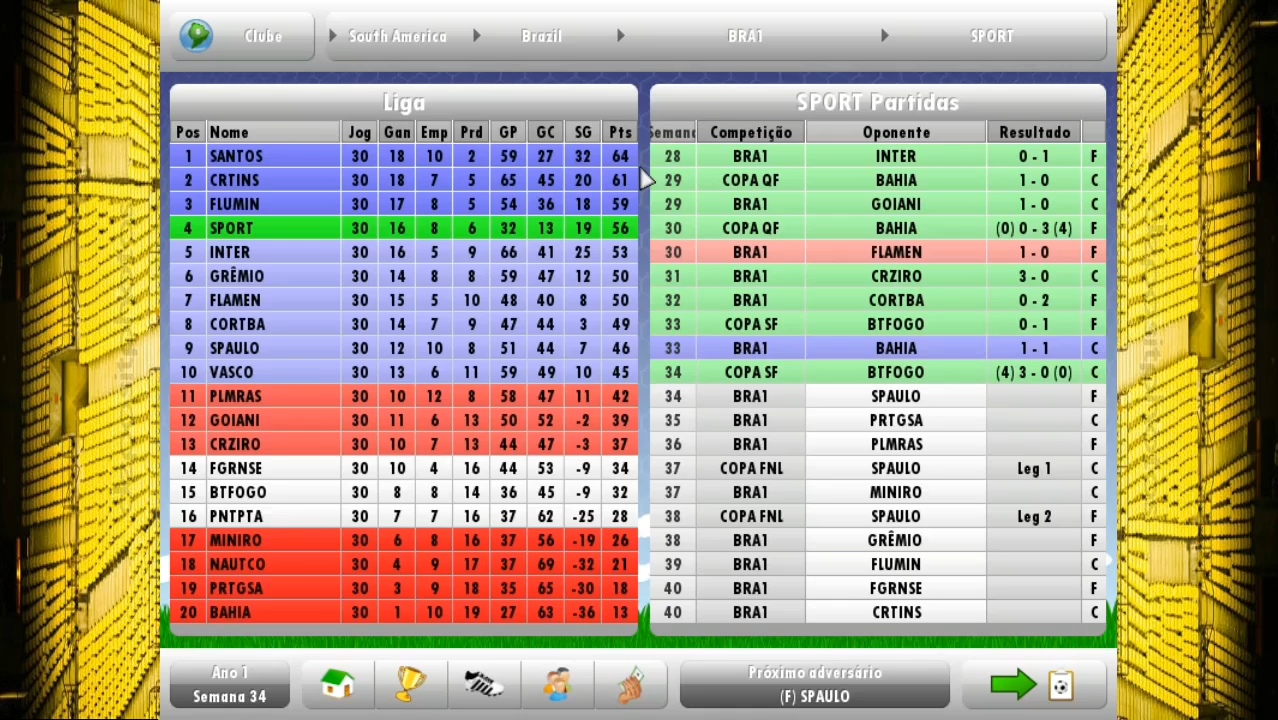 Clube South America Brazil BRA1 SPORT
Liga
Pos Nome Jog Gan Emp Prd GP GC SG Pts
1 SANTOS 30 18 10 2 59 27 32 64
2 CRTINS 30 18 7 5 65 45 20 61
3 FLUMIN 30 17 8 5 54 36 18 59
4 SPORT 30 16 8 6 32 13 19 56
5 INTER 30 16 5 9 66 41 25 53
6 GRÊMIO 30 14 8 8 59 47 12 50
7 FLAMEN 30 15 5 10 48 40 8 50
8 CORTBA 30 14 7 9 47 44 3 49
9 SPAULO 30 12 10 8 51 44 7 46
10 VASCO 30 13 6 11 59 49 10 45
11 PLMRAS 30 10 12 8 58 47 11 42
12 GOIANI 30 11 6 13 50 52 -2 39
13 CRZIRO 30 10 7 13 44 47 -3 37
14 FGRNSE 30 10 4 16 44 53 -9 34
15 BTFOGO 30 8 8 14 36 45 -9 32
16 PNTPTA 30 7 7 16 37 62 -25 28
17 MINIRO 30 6 8 16 37 56 -19 26
18 NAUTCO 30 4 9 17 37 69 -32 21
19 PRTGSA 30 3 9 18 35 65 -30 18
20 BAHIA 30 1 10 19 27 63 -36 13
SPORT Partidas
Semana Competição Oponente Resultado
28 BRA1 INTER 0 - 1 F
29 COPA QF BAHIA 1 - 0 C
29 BRA1 GOIANI 1 - 0 C
30 COPA QF BAHIA (0) 0 - 3 (4) F
30 BRA1 FLAMEN 1 - 0 F
31 BRA1 CRZIRO 3 - 0 C
32 BRA1 CORTBA 0 - 2 F
33 COPA SF BTFOGO 0 - 1 F
33 BRA1 BAHIA 1 - 1 C
34 COPA SF BTFOGO (4) 3 - 0 (0) C
34 BRA1 SPAULO F
35 BRA1 PRTGSA C
36 BRA1 PLMRAS F
37 COPA FNL SPAULO Leg 1 C
37 BRA1 MINIRO C
38 COPA FNL SPAULO Leg 2 F
38 BRA1 GRÊMIO F
39 BRA1 FLUMIN C
40 BRA1 FGRNSE F
40 BRA1 CRTINS C
Ano 1
Semana 34
Próximo adversário
(F) SPAULO